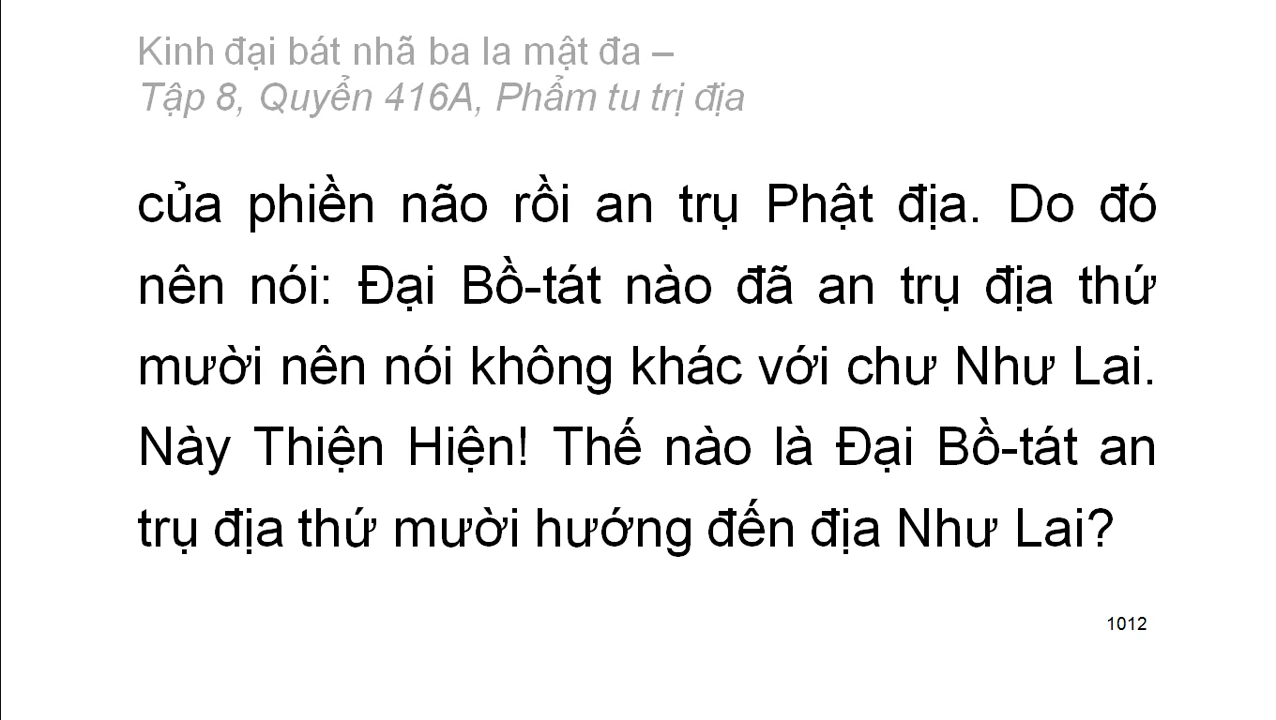 Kinh đại bát nhã ba la mật đa –
Tập 8, Quyển 416A, Phẩm tu trị địa
của phiền não rồi an trụ Phật địa. Do đó
nên nói: Đại Bồ-tát nào đã an trụ địa thứ
mười nên nói không khác với chư Như Lai.
Này Thiện Hiện! Thế nào là Đại Bồ-tát an
trụ địa thứ mười hướng đến địa Như Lai?
1012